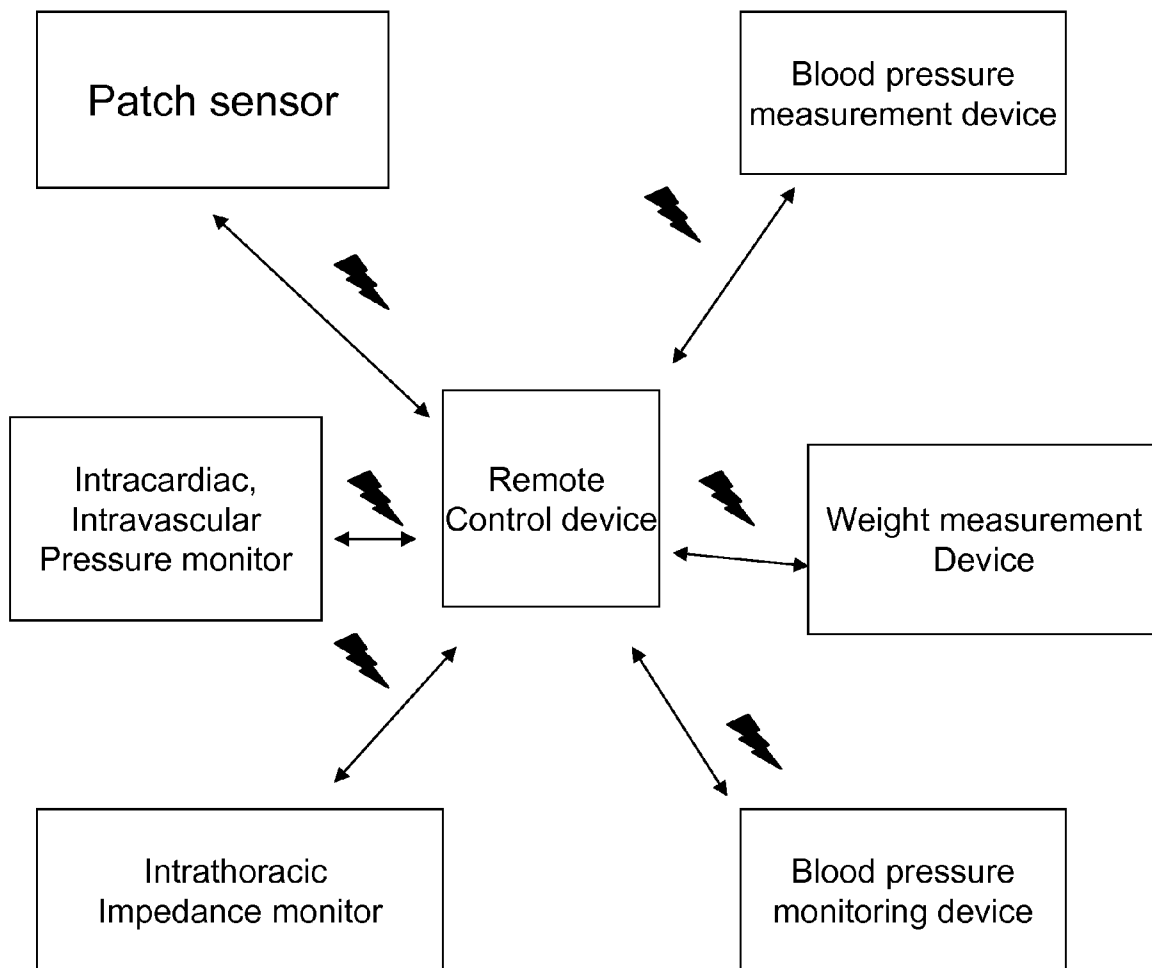 Patch sensor
Blood pressure
measurement device
Intracardiac,
Intravascular
Pressure monitor
Remote
Control device
Weight measurement
Device
Intrathoracic
Impedance monitor
Blood pressure
monitoring device